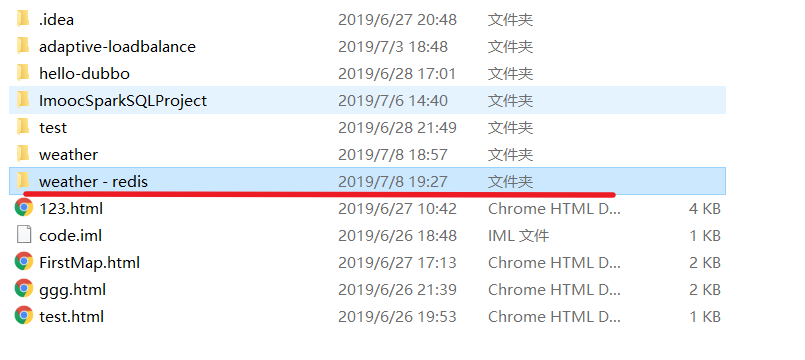 .idea 2019/6/27 20:48 文件夹
adaptive-loadbalance 2019/7/3 18:48 文件夹
hello-dubbo 2019/6/28 17:01 文件夹
ImoocSparkSQLProject 2019/7/6 14:40 文件夹
test 2019/6/28 21:49 文件夹
weather 2019/7/8 18:57 文件夹
weather - redis 2019/7/8 19:27 文件夹
123.html 2019/6/27 10:42 Chrome HTML D... 4 KB
code.iml 2019/6/26 18:48 IML 文件 1 KB
FirstMap.html 2019/6/27 17:13 Chrome HTML D... 2 KB
ggg.html 2019/6/26 21:39 Chrome HTML D... 2 KB
test.html 2019/6/26 19:53 Chrome HTML D... 1 KB